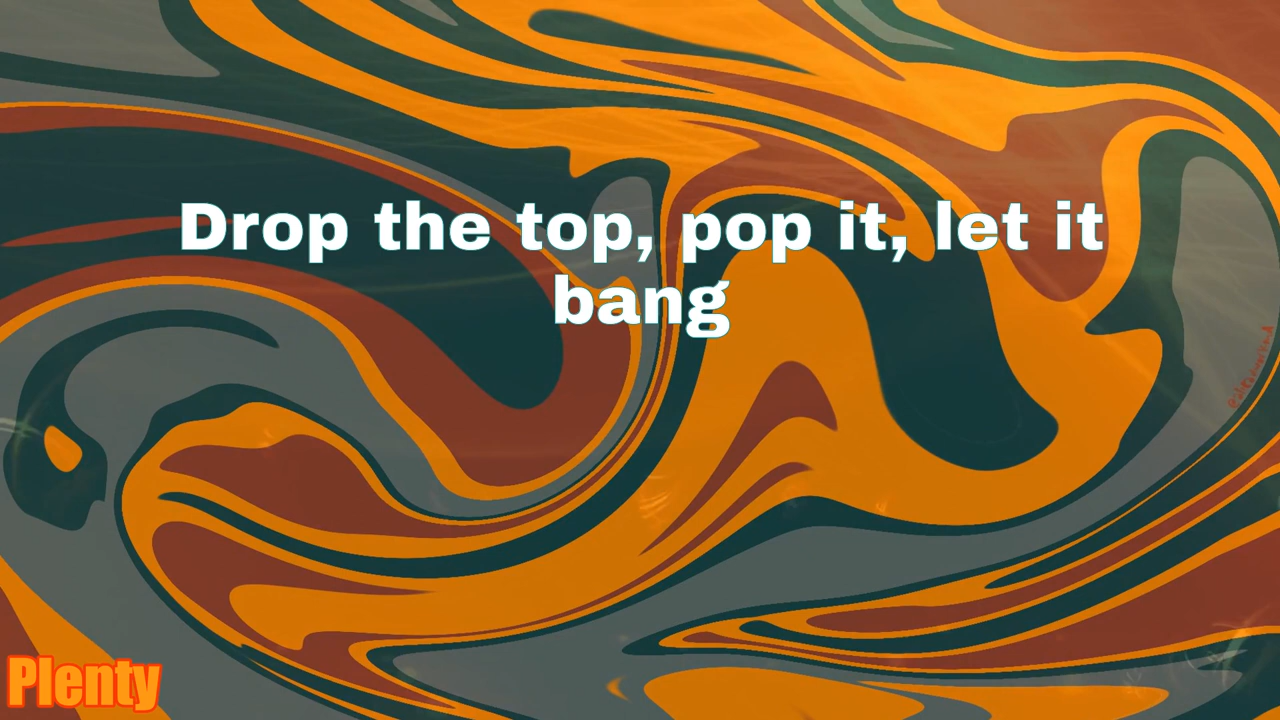 Drop the top, pop it, let it
bang
Plenty